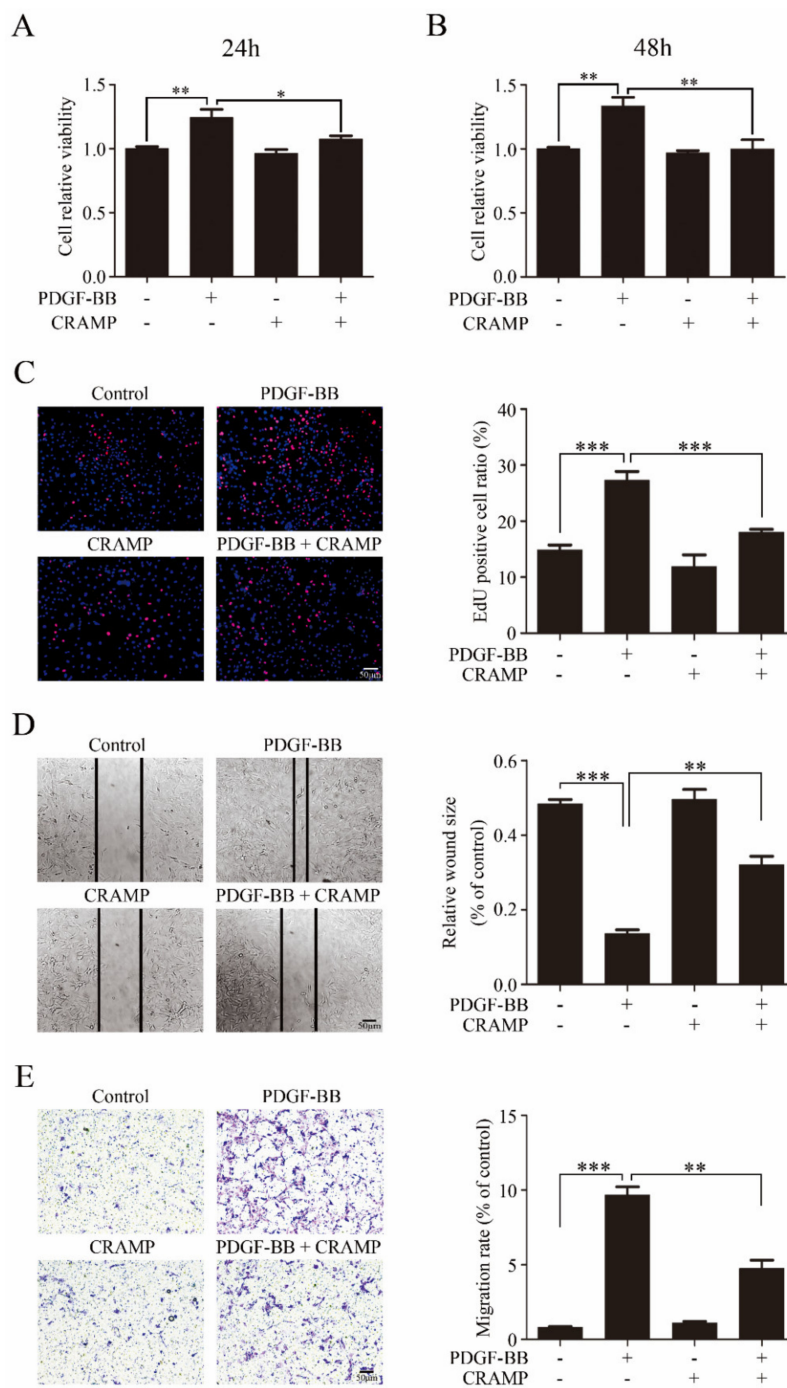 A
24h
Cell relative viability
1.5
1.0
0.5
0.0
**
*
PDGF-BB - + - +
CRAMP - - + +
B
48h
Cell relative viability
1.5
1.0
0.5
0.0
**
**
PDGF-BB - + - +
CRAMP - - + +
C
Control
PDGF-BB
CRAMP
PDGF-BB + CRAMP
50μm
EdU positive cell ratio (%)
40
30
20
10
0
***
***
PDGF-BB - + - +
CRAMP - - + +
D
Control
PDGF-BB
CRAMP
PDGF-BB + CRAMP
50μm
Relative wound size
(% of control)
0.6
0.4
0.2
0.0
***
**
PDGF-BB - + - +
CRAMP - - + +
E
Control
PDGF-BB
CRAMP
PDGF-BB + CRAMP
50μm
Migration rate (% of control)
15
10
5
0
***
**
PDGF-BB - + - +
CRAMP - - + +